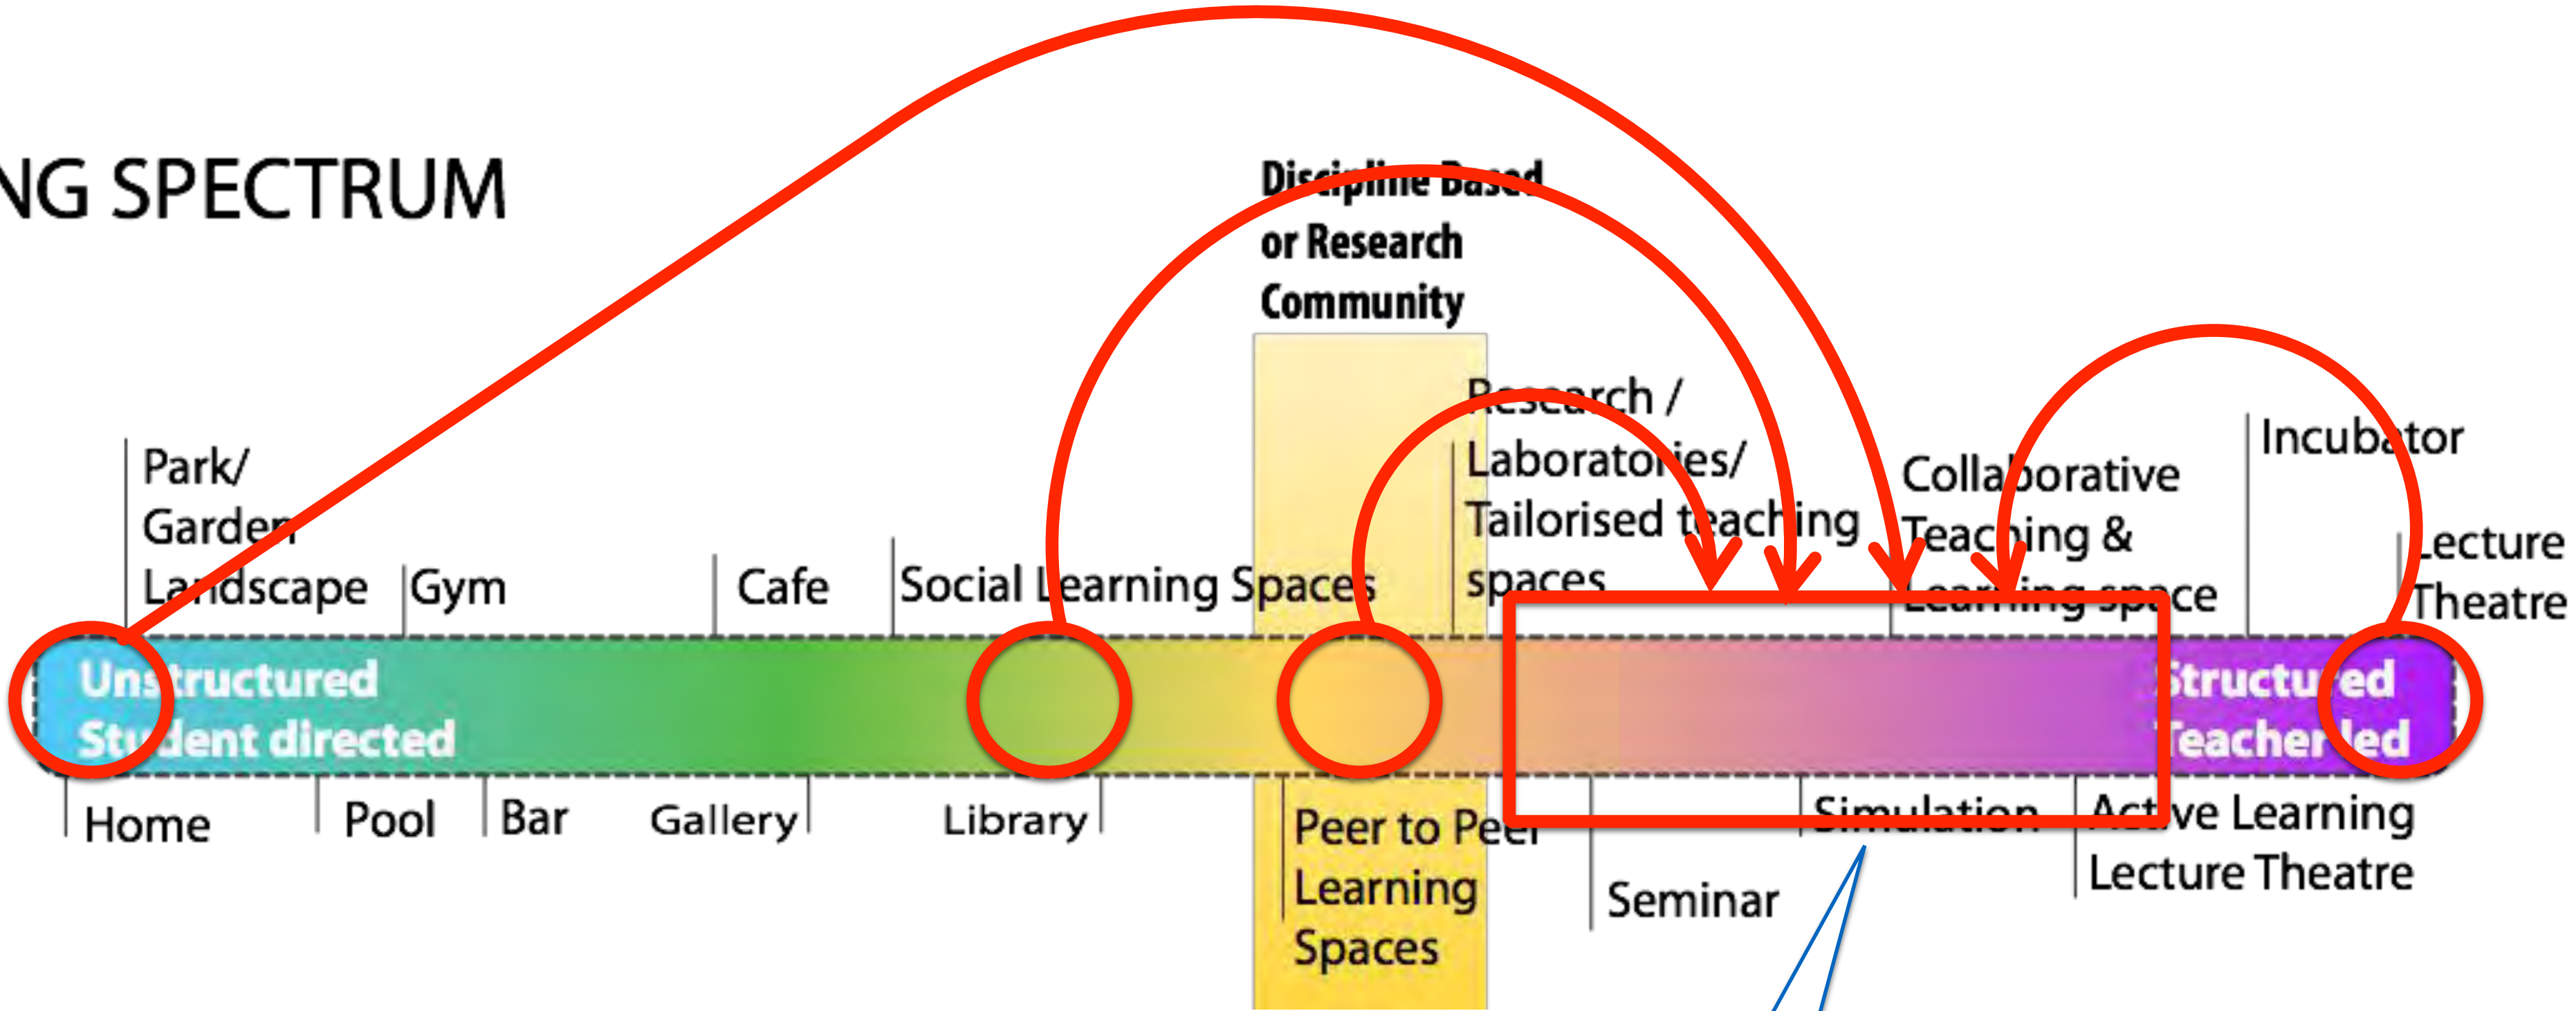 NG SPECTRUM
Discipline Based
or Research
Community
Park/
Garden
Landscape
Gym
Cafe
Social Learning Spaces
Research /
Laboratories/
Tailorised teaching
spaces
Collaborative
Teaching &
Learning space
Incubator
Lecture
Theatre
Unstructured
Student directed
Structured
Teacher led
Home
Pool
Bar
Gallery
Library
Peer to Peer
Learning
Spaces
Seminar
Simulation
Active Learning
Lecture Theatre